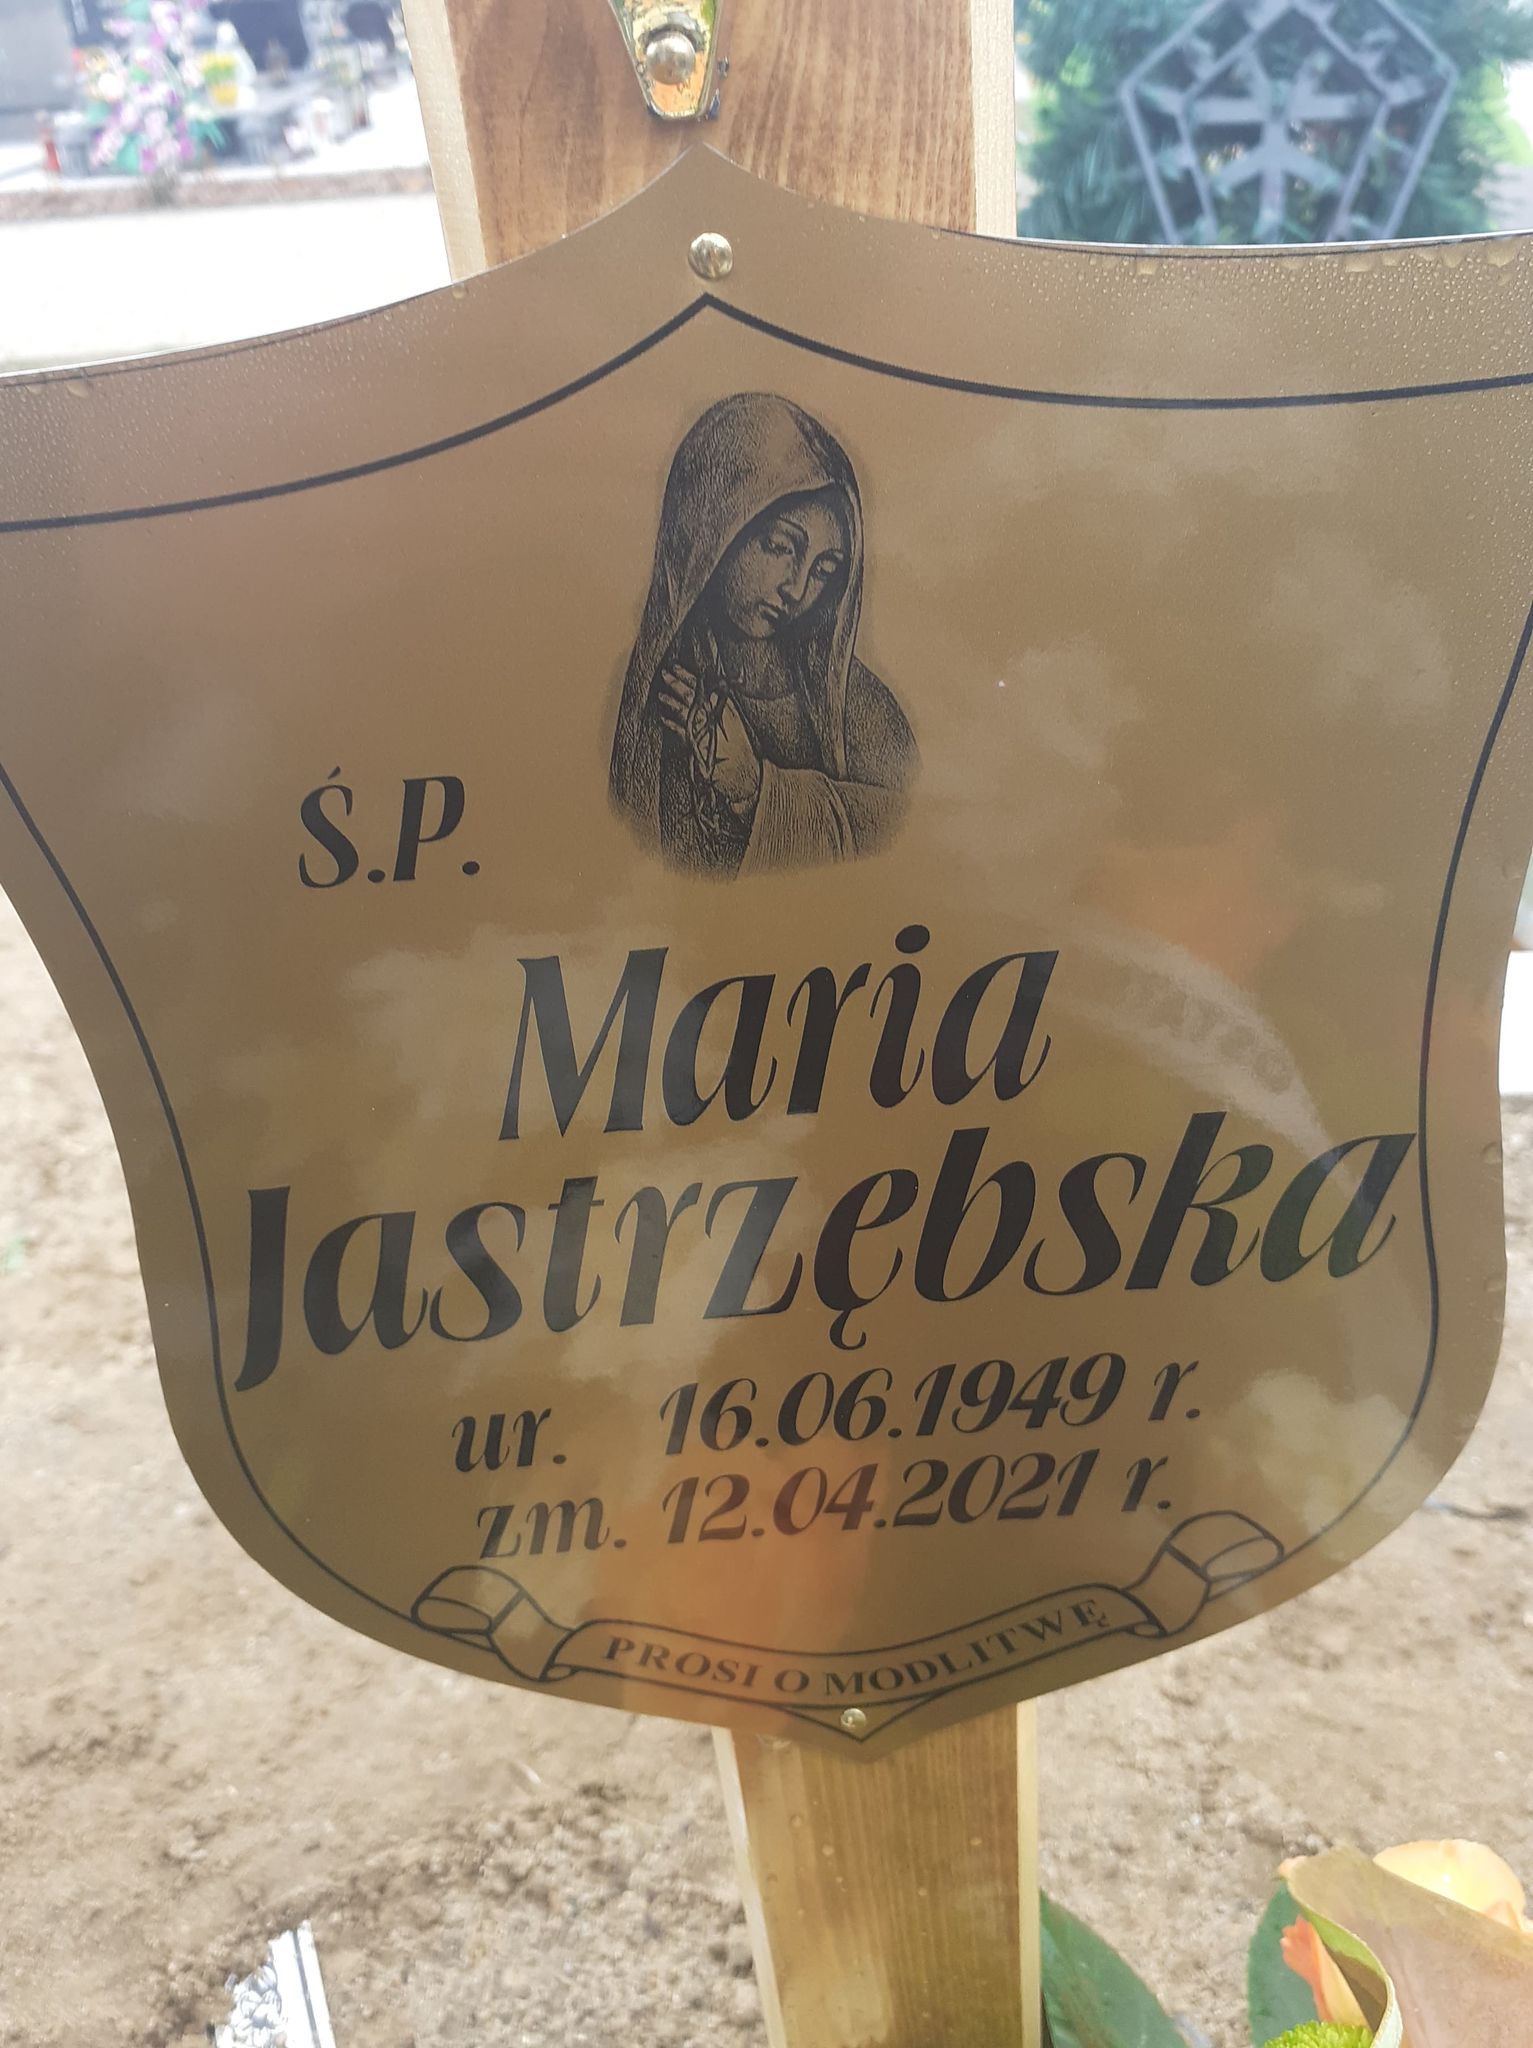 Ś.P.
Maria
Jastrzębska
ur. 16.06.1949 r.
zm. 12.04.2021 r.
PROSI O MODLITWĘ